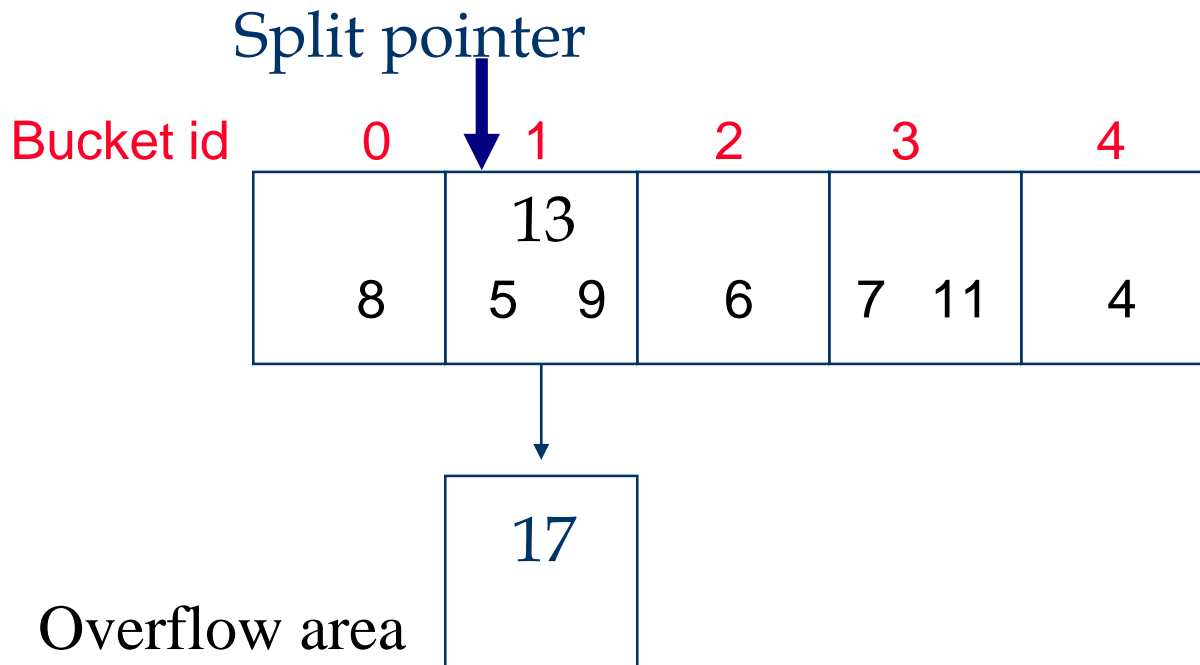 Split pointer
Bucket id 0 1 2 3 4
13
8 5 9 6 7 11 4
17
Overflow area